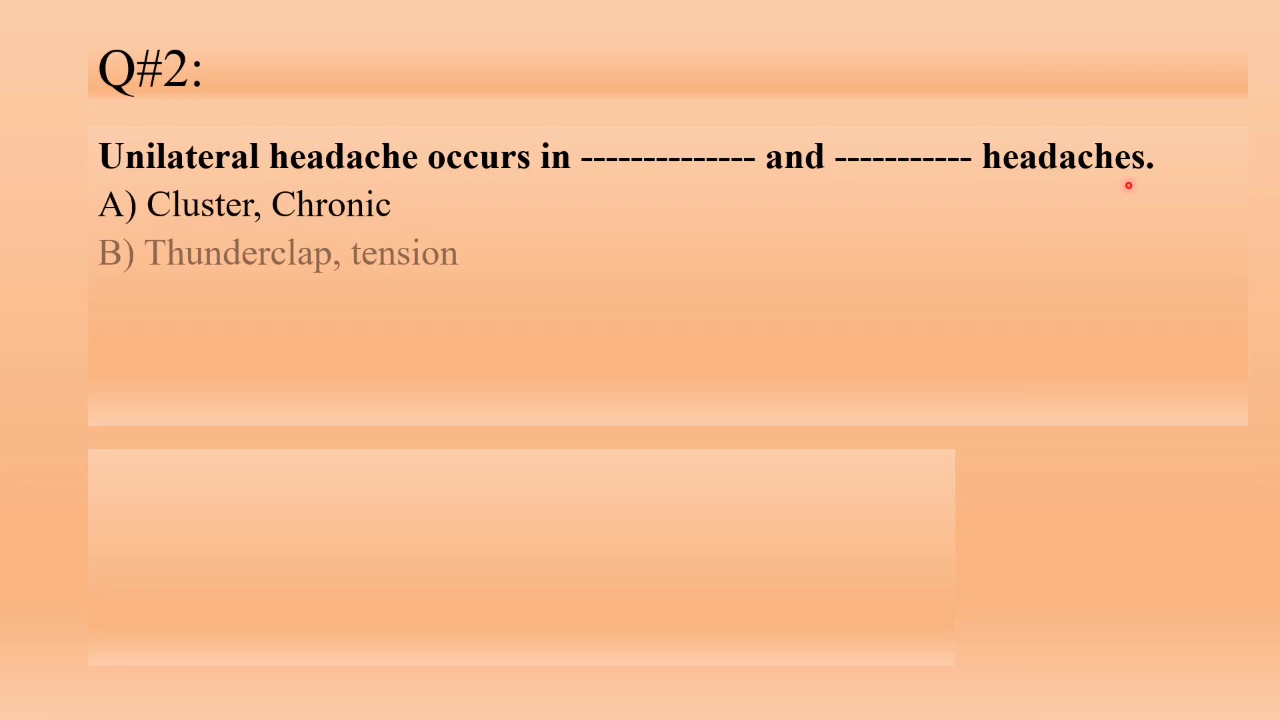 Q#2:
Unilateral headache occurs in -------------- and ----------- headaches.
A) Cluster, Chronic
B) Thunderclap, tension